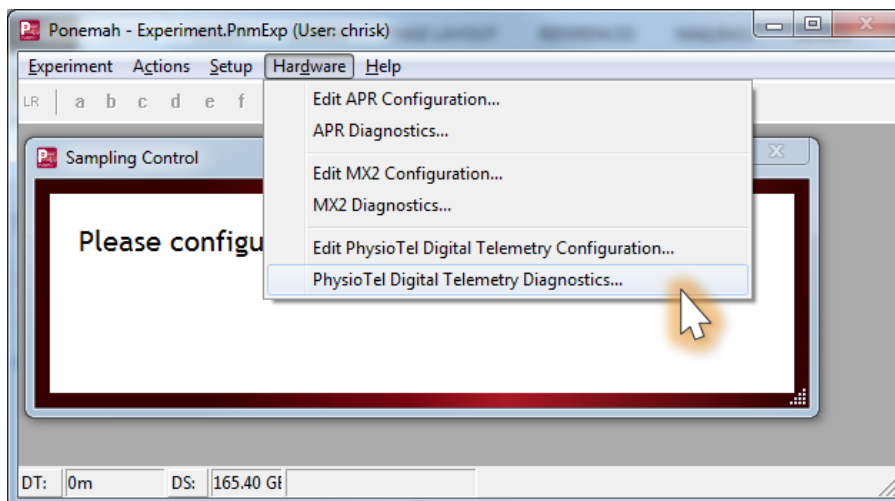 Ponemah - Experiment.PnmExp (User: chrisk)
Experiment Actions Setup Hardware Help
LR a b c d e f
Edit APR Configuration...
APR Diagnostics...
Edit MX2 Configuration...
MX2 Diagnostics...
Edit PhysioTel Digital Telemetry Configuration...
PhysioTel Digital Telemetry Diagnostics...
Sampling Control
Please configu
DT: 0m DS: 165.40 GE